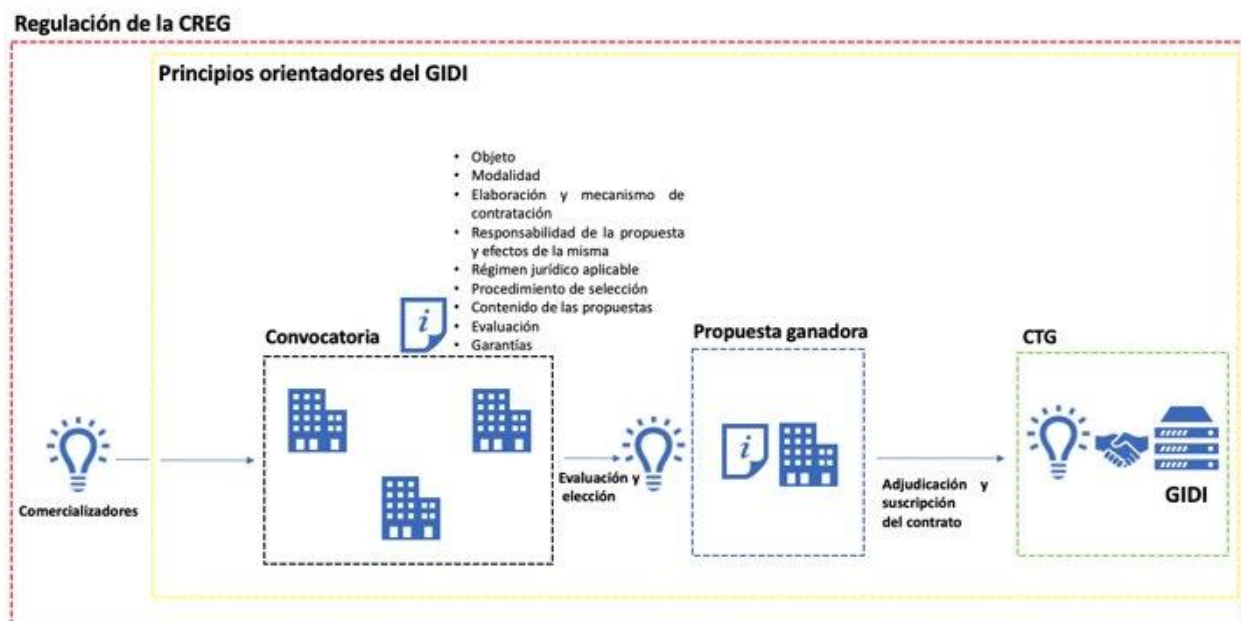 Regulación de la CREG
Principios orientadores del GIDI
• Objeto
• Modalidad
• Elaboración y mecanismo de
contratación
• Responsabilidad de la propuesta
y efectos de la misma
• Régimen jurídico aplicable
• Procedimiento de selección
• Contenido de las propuestas
• Evaluación
• Garantías
i
Convocatoria
Propuesta ganadora
CTG
i
Comercializadores
Evaluación y
elección
Adjudicación y
suscripción
del contrato
GIDI